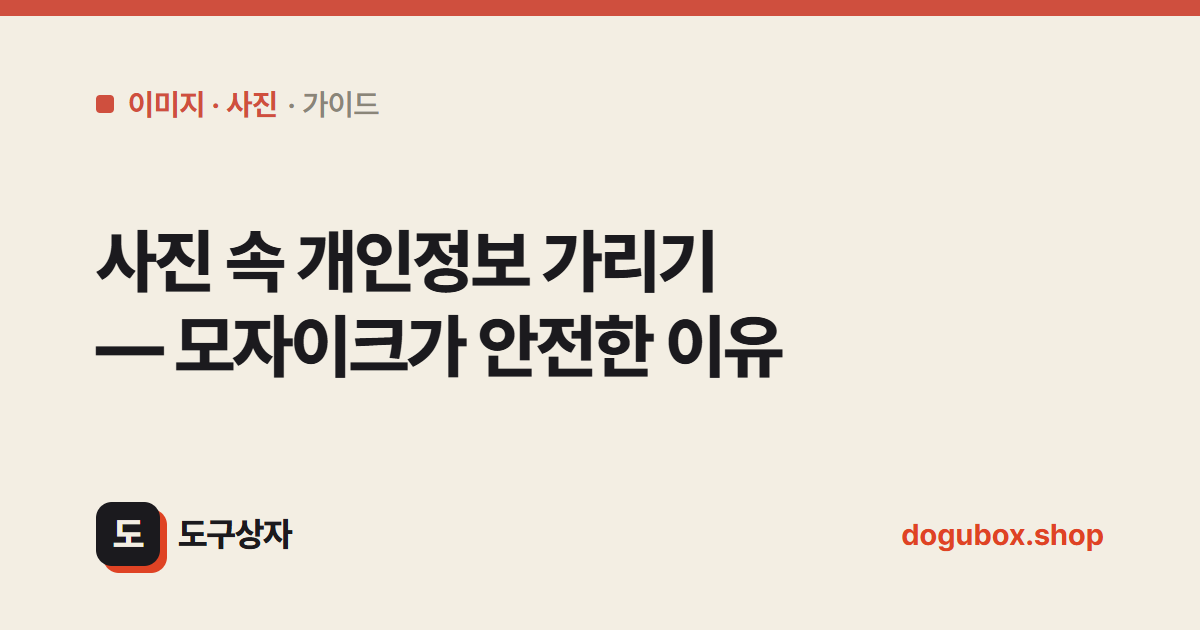 이미지 · 사진 · 가이드
사진 속 개인정보 가리기
— 모자이크가 안전한 이유
도 도구상자
dogubox.shop